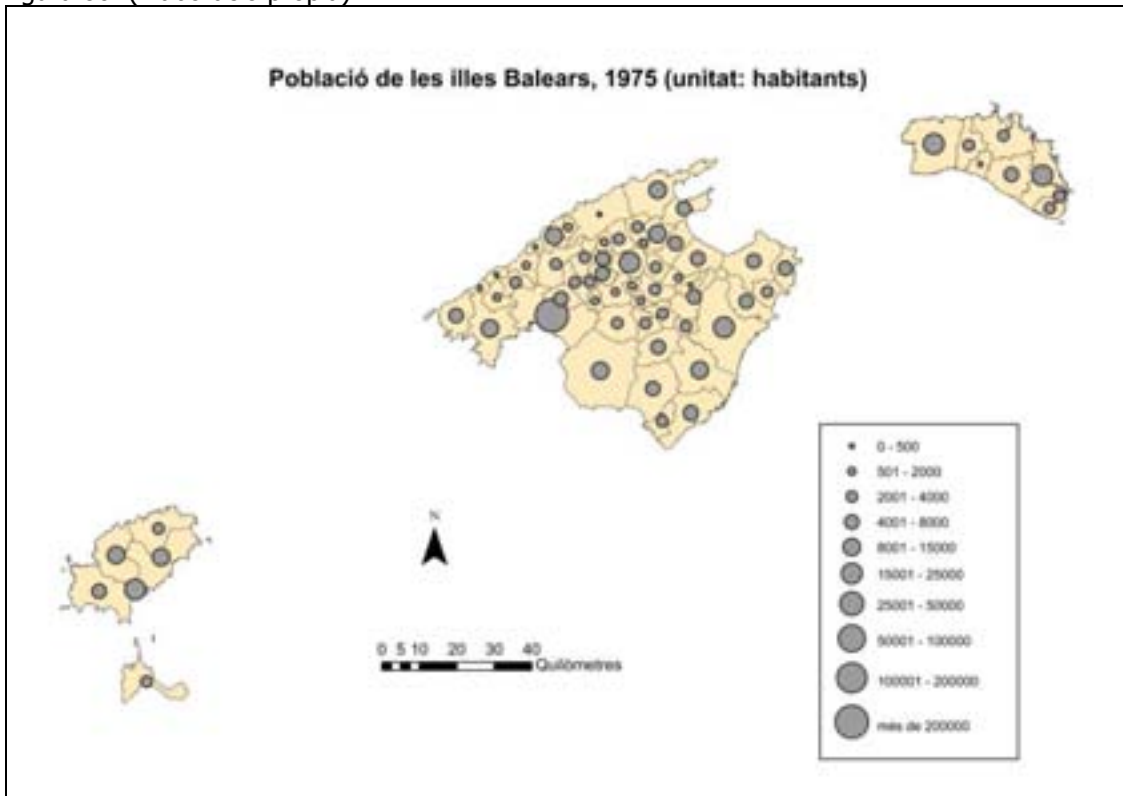 Població de les illes Balears, 1975 (unitat: habitants)
0 - 500
501 - 2000
2001 - 4000
4001 - 8000
8001 - 15000
15001 - 25000
25001 - 50000
50001 - 100000
100001 - 200000
més de 200000
N
0 5 10 20 30 40
Quilòmetres